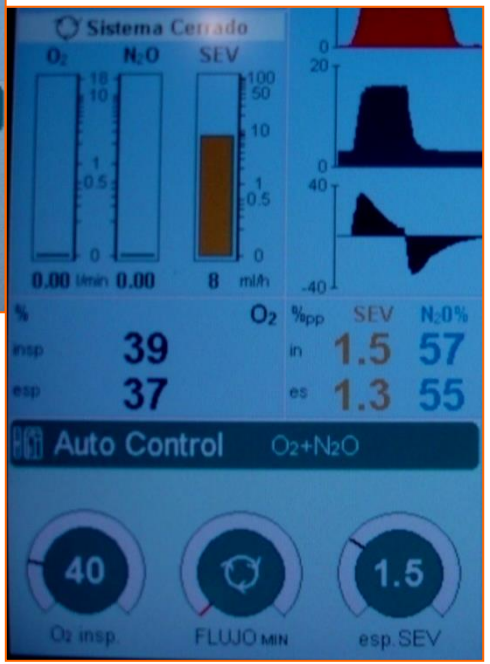 Sistema Cerrado
O₂ N₂O SEV
18 100
10 50
10
1 1
0.5 0.5
0 0
0.00 l/min 0.00 8 ml/h
0
20
0
40
-40
% O₂ %pp SEV N₂O%
insp 39 in 1.5 57
esp 37 es 1.3 55
Auto Control O₂+N₂O
40 1.5
O₂ insp. FLUJO MIN esp.SEV